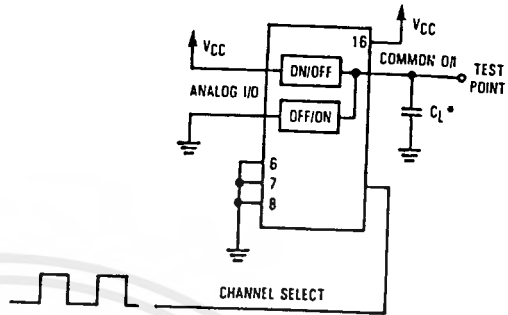 VCC
16
VCC
ON/OFF
COMMON O/I
TEST
POINT
ANALOG I/O
OFF/ON
CL*
6
7
8
CHANNEL SELECT